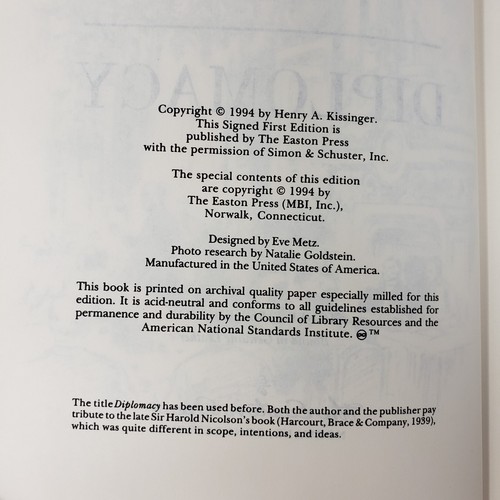 Copyright © 1994 by Henry A. Kissinger.
This Signed First Edition is
published by The Easton Press
with the permission of Simon & Schuster, Inc.
The special contents of this edition
are copyright © 1994 by
The Easton Press (MBI, Inc.),
Norwalk, Connecticut.
Designed by Eve Metz.
Photo research by Natalie Goldstein.
Manufactured in the United States of America.
This book is printed on archival quality paper especially milled for this
edition. It is acid-neutral and conforms to all guidelines established for
permanence and durability by the Council of Library Resources and the
American National Standards Institute. ♾™
The title Diplomacy has been used before. Both the author and the publisher pay
tribute to the late Sir Harold Nicolson's book (Harcourt, Brace & Company, 1939),
which was quite different in scope, intentions, and ideas.
DIPLOMACY